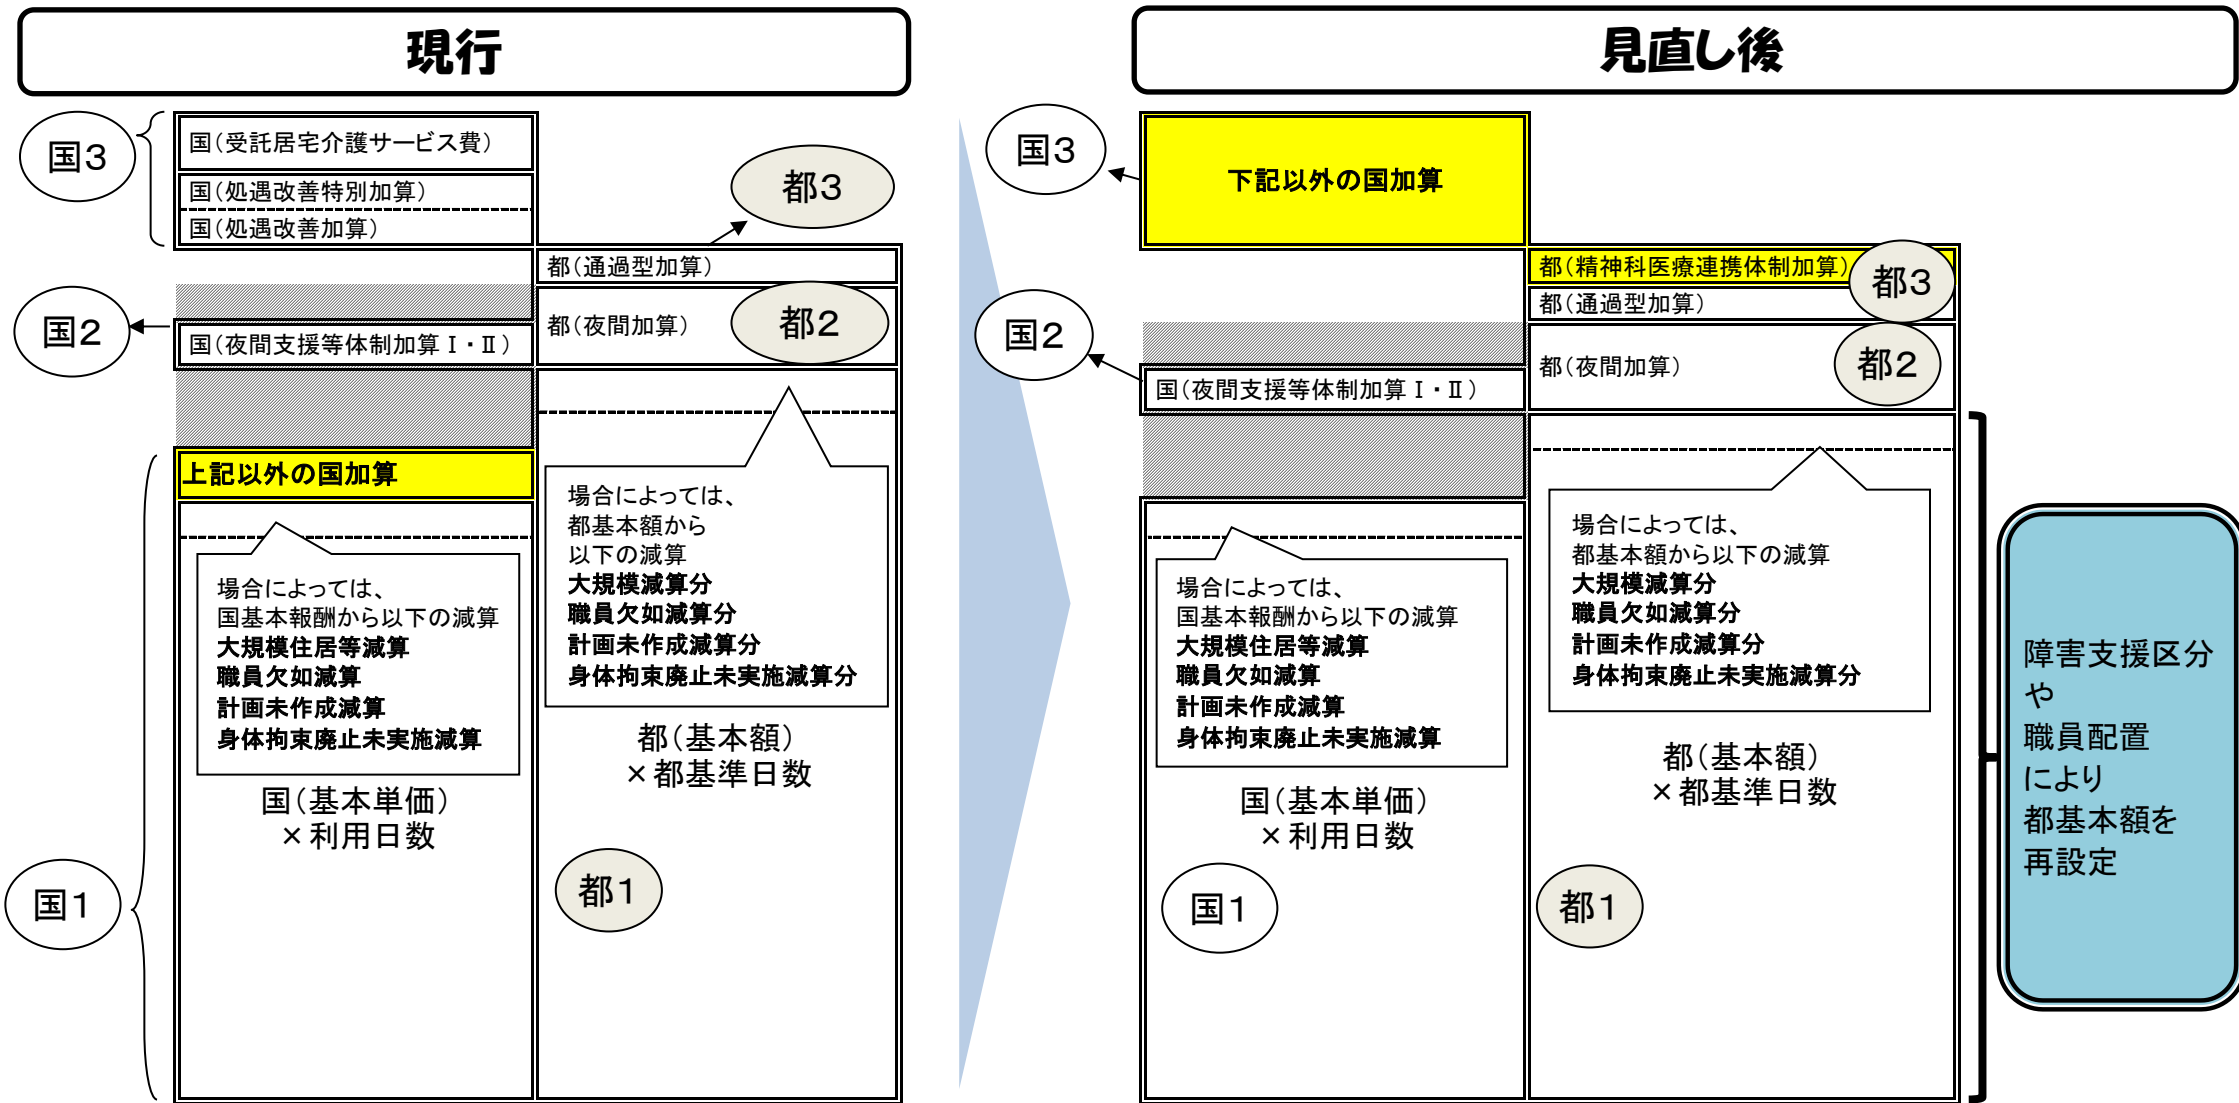 現行
国3
国（受託居宅介護サービス費）
国（処遇改善特別加算）
国（処遇改善加算）
都3
都（通過型加算）
国2
国（夜間支援等体制加算Ⅰ・Ⅱ）
都（夜間加算）
都2
上記以外の国加算
場合によっては、
国基本報酬から以下の減算
大規模住居等減算
職員欠如減算
計画未作成減算
身体拘束廃止未実施減算
国（基本単価）
×利用日数
国1
場合によっては、
都基本額から
以下の減算
大規模減算分
職員欠如減算分
計画未作成減算分
身体拘束廃止未実施減算分
都（基本額）
×都基準日数
都1
見直し後
国3
下記以外の国加算
都（精神科医療連携体制加算）
都3
都（通過型加算）
国2
国（夜間支援等体制加算Ⅰ・Ⅱ）
都（夜間加算）
都2
場合によっては、
国基本報酬から以下の減算
大規模住居等減算
職員欠如減算
計画未作成減算
身体拘束廃止未実施減算
国（基本単価）
×利用日数
国1
場合によっては、
都基本額から以下の減算
大規模減算分
職員欠如減算分
計画未作成減算分
身体拘束廃止未実施減算分
都（基本額）
×都基準日数
都1
障害支援区分
や
職員配置
により
都基本額を
再設定